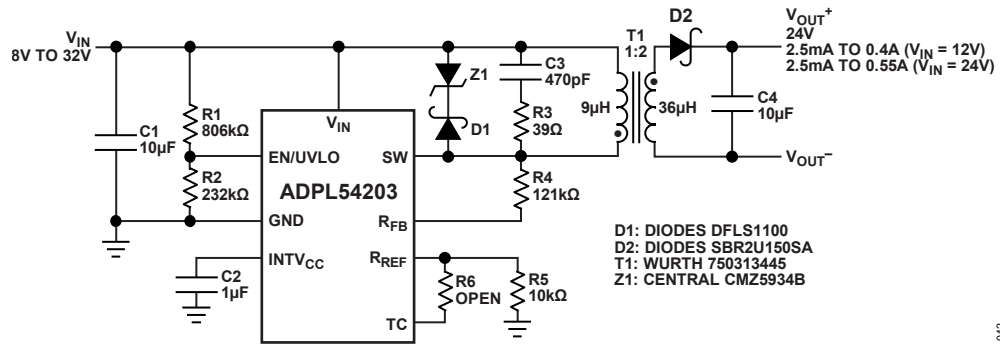 VIN
8V TO 32V
C1
10µF
R1
806kΩ
R2
232kΩ
C2
1µF
VIN
EN/UVLO
SW
ADPL54203
GND
RFB
INTVCC
RREF
TC
Z1
D1
C3
470pF
R3
39Ω
R4
121kΩ
R6
OPEN
R5
10kΩ
T1
1:2
9µH
36µH
D2
C4
10µF
VOUT+
24V
2.5mA TO 0.4A (VIN = 12V)
2.5mA TO 0.55A (VIN = 24V)
VOUT–
D1: DIODES DFLS1100
D2: DIODES SBR2U150SA
T1: WURTH 750313445
Z1: CENTRAL CMZ5934B